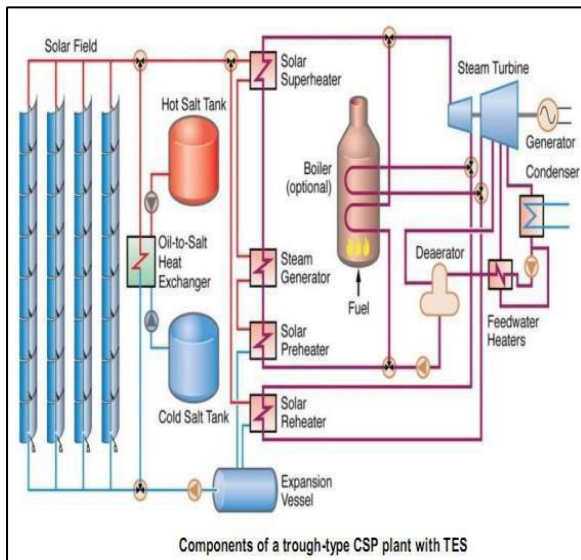 Solar Field
Solar
Superheater
Steam Turbine
Hot Salt Tank
Boiler
(optional)
Generator
Condenser
Oil-to-Salt
Heat
Exchanger
Steam
Generator
Deaerator
Fuel
Feedwater
Heaters
Solar
Preheater
Cold Salt Tank
Solar
Reheater
Expansion
Vessel
Components of a trough-type CSP plant with TES